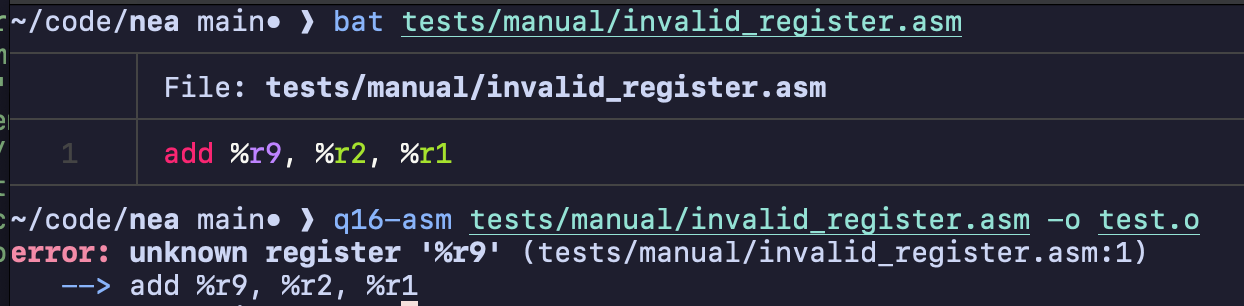 ~/code/nea main• ❯ bat tests/manual/invalid_register.asm
File: tests/manual/invalid_register.asm
1 add %r9, %r2, %r1
~/code/nea main• ❯ q16-asm tests/manual/invalid_register.asm -o test.o
error: unknown register '%r9' (tests/manual/invalid_register.asm:1)
--> add %r9, %r2, %r1